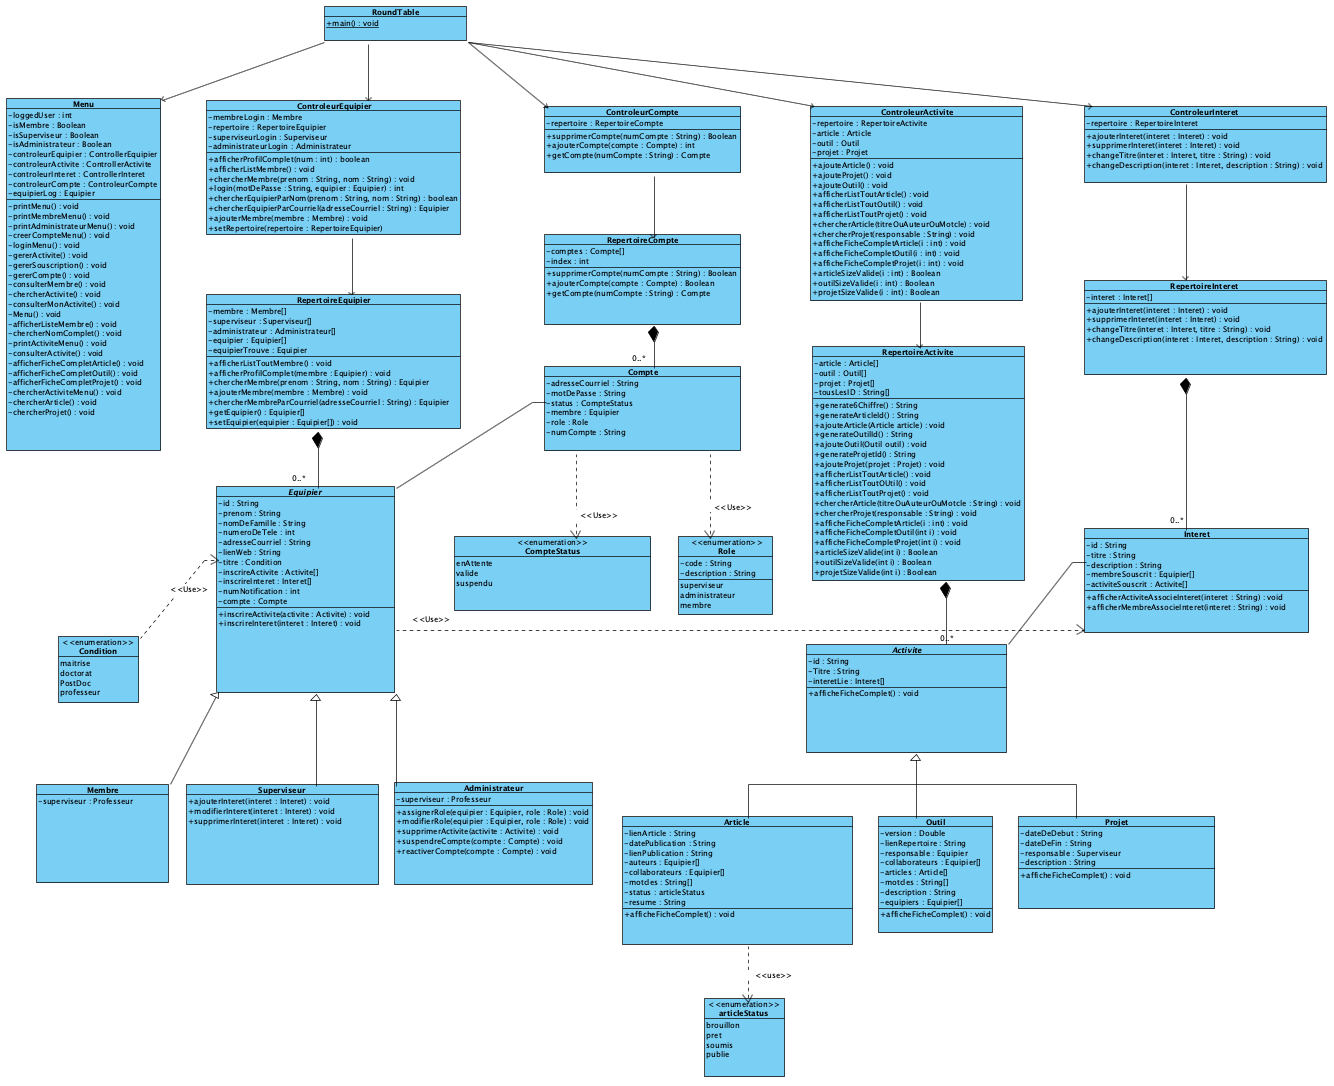 RoundTable
+main() : void
Menu
-loggedUser : int
-isMembre : Boolean
-isSuperviseur : Boolean
-isAdministrateur : Boolean
-controleurEquipier : ControllerEquipier
-controleurActivite : ControllerActivite
-controleurInteret : ControllerInteret
-controleurCompte : ControleurCompte
-equipierLog : Equipier
-printMenu() : void
-printMembreMenu() : void
-printAdministrateurMenu() : void
-creerCompteMenu() : void
-loginMenu() : void
-gererActivite() : void
-gererSouscription() : void
-gererCompte() : void
-consulterMembre() : void
-chercherActivite() : void
-consulterMonActivite() : void
-Menu() : void
-afficherListeMembre() : void
-chercherNomComplet() : void
-printActiviteMenu() : void
-consulterActivite() : void
-afficherFicheCompletArticle() : void
-afficherFicheCompletOutil() : void
-afficherFicheCompletProjet() : void
-chercherActiviteMenu() : void
-chercherArticle() : void
-chercherProjet() : void
ControleurEquipier
-membreLogin : Membre
-repertoire : RepertoireEquipier
-superviseurLogin : Superviseur
-administrateurLogin : Administrateur
+afficherProfilComplet(num : int) : boolean
+afficherListMembre() : void
+chercherMembre(prenom : String, nom : String) : void
+login(motDePasse : String, equipier : Equipier) : int
+chercherEquipierParNom(prenom : String, nom : String) : boolean
+chercherEquipierParCourriel(adresseCourriel : String) : Equipier
+ajouterMembre(membre : Membre) : void
+setRepertoire(repertoire : RepertoireEquipier)
ControleurCompte
-repertoire : RepertoireCompte
+supprimerCompte(numCompte : String) : Boolean
+ajouterCompte(compte : Compte) : int
+getCompte(numCompte : String) : Compte
ControleurActivite
-repertoire : RepertoireActivite
-article : Article
-outil : Outil
-projet : Projet
+ajouteArticle() : void
+ajouteProjet() : void
+ajouteOutil() : void
+afficherListToutArticle() : void
+afficherListToutOutil() : void
+afficherListToutProjet() : void
+chercherArticle(titreOuAuteurOuMotcle) : void
+chercherProjet(responsable : String) : void
+afficheFicheCompletArticle(i : int) : void
+afficheFicheCompletOutil(i : int) : void
+afficheFicheCompletProjet(i : int) : void
+articleSizeValide(i : int) : Boolean
+outilSizeValide(i : int) : Boolean
+projetSizeValide(i : int) : Boolean
ControleurInteret
-repertoire : RepertoireInteret
+ajouterInteret(interet : Interet) : void
+supprimerInteret(interet : Interet) : void
+changeTitre(interet : Interet, titre : String) : void
+changeDescription(interet : Interet, description : String) : void
RepertoireEquipier
-membre : Membre[]
-superviseur : Superviseur[]
-administrateur : Administrateur[]
-equipier : Equipier[]
-equipierTrouve : Equipier
+afficherListToutMembre() : void
+afficherProfilComplet(membre : Equipier) : void
+chercherMembre(prenom : String, nom : String) : Equipier
+ajouterMembre(membre : Membre) : void
+chercherMembreParCourriel(adresseCourriel : String) : Equipier
+getEquipier() : Equipier[]
+setEquipier(equipier : Equipier[]) : void
RepertoireCompte
-comptes : Compte[]
-index : int
+supprimerCompte(numCompte : String) : Boolean
+ajouterCompte(compte : Compte) : Boolean
+getCompte(numCompte : String) : Compte
RepertoireActivite
-article : Article[]
-outil : Outil[]
-projet : Projet[]
-tousLesID : String[]
+generate6Chiffre() : String
+generateArticleId() : String
+ajouteArticle(Article article) : void
+generateOutilId() : String
+ajouteOutil(Outil outil) : void
+generateProjetId() : String
+ajouteProjet(projet : Projet) : void
+afficherListToutArticle() : void
+afficherListToutOUtil() : void
+afficherListToutProjet() : void
+chercherArticle(titreOuAuteurOuMotcle : String) : void
+chercherProjet(responsable : String) : void
+afficheFicheCompletArticle(i : int) : void
+afficheFicheCompletOutil(int i) : void
+afficheFicheCompletProjet(int i) : void
+articleSizeValide(int i) : Boolean
+outilSizeValide(int i) : Boolean
+projetSizeValide(int i) : Boolean
RepertoireInteret
-interet : Interet[]
+ajouterInteret(interet : Interet) : void
+supprimerInteret(interet : Interet) : void
+changeTitre(interet : Interet, titre : String) : void
+changeDescription(interet : Interet, description : String) : void
0..*
0..*
0..*
0..*
Compte
-adresseCourriel : String
-motDePasse : String
-status : CompteStatus
-membre : Equipier
-role : Role
-numCompte : String
Equipier
-id : String
-prenom : String
-nomDeFamille : String
-numeroDeTele : int
-adresseCourriel : String
-lienWeb : String
-titre : Condition
-inscrireActivite : Activite[]
-inscrireInteret : Interet[]
-numNotification : int
-compte : Compte
+inscrireActivite(activite : Activite) : void
+inscrireInteret(interet : Interet) : void
<<Use>>
<<Use>>
<<Use>>
<<Use>>
<<enumeration>>
CompteStatus
enAttente
valide
suspendu
<<enumeration>>
Role
-code : String
-description : String
superviseur
administrateur
membre
Interet
-id : String
-titre : String
-description : String
-membreSouscrit : Equipier[]
-activiteSouscrit : Activite[]
+afficherActiviteAssocieInteret(interet : String) : void
+afficherMembreAssocieInteret(interet : String) : void
<<enumeration>>
Condition
maitrise
doctorat
PostDoc
professeur
Activite
-id : String
-Titre : String
-interetLie : Interet[]
+afficheFicheComplet() : void
Membre
-superviseur : Professeur
Superviseur
+ajouterInteret(interet : Interet) : void
+modifierInteret(interet : Interet) : void
+supprimerInteret(interet : Interet) : void
Administrateur
-superviseur : Professeur
+assignerRole(equipier : Equipier, role : Role) : void
+modifierRole(equipier : Equipier, role : Role) : void
+supprimerActivite(activite : Activite) : void
+suspendreCompte(compte : Compte) : void
+reactiverCompte(compte : Compte) : void
Article
-lienArticle : String
-datePublication : String
-lienPublication : String
-auteurs : Equipier[]
-collaborateurs : Equipier[]
-motcles : String[]
-status : articleStatus
-resume : String
+afficheFicheComplet() : void
Outil
-version : Double
-lienRepertoire : String
-responsable : Equipier
-collaborateurs : Equipier[]
-articles : Article[]
-motcles : String[]
-description : String
-equipiers : Equipier[]
+afficheFicheComplet() : void
Projet
-dateDeDebut : String
-dateDeFin : String
-responsable : Superviseur
-description : String
+afficheFicheComplet() : void
<<use>>
<<enumeration>>
articleStatus
brouillon
pret
soumis
publie